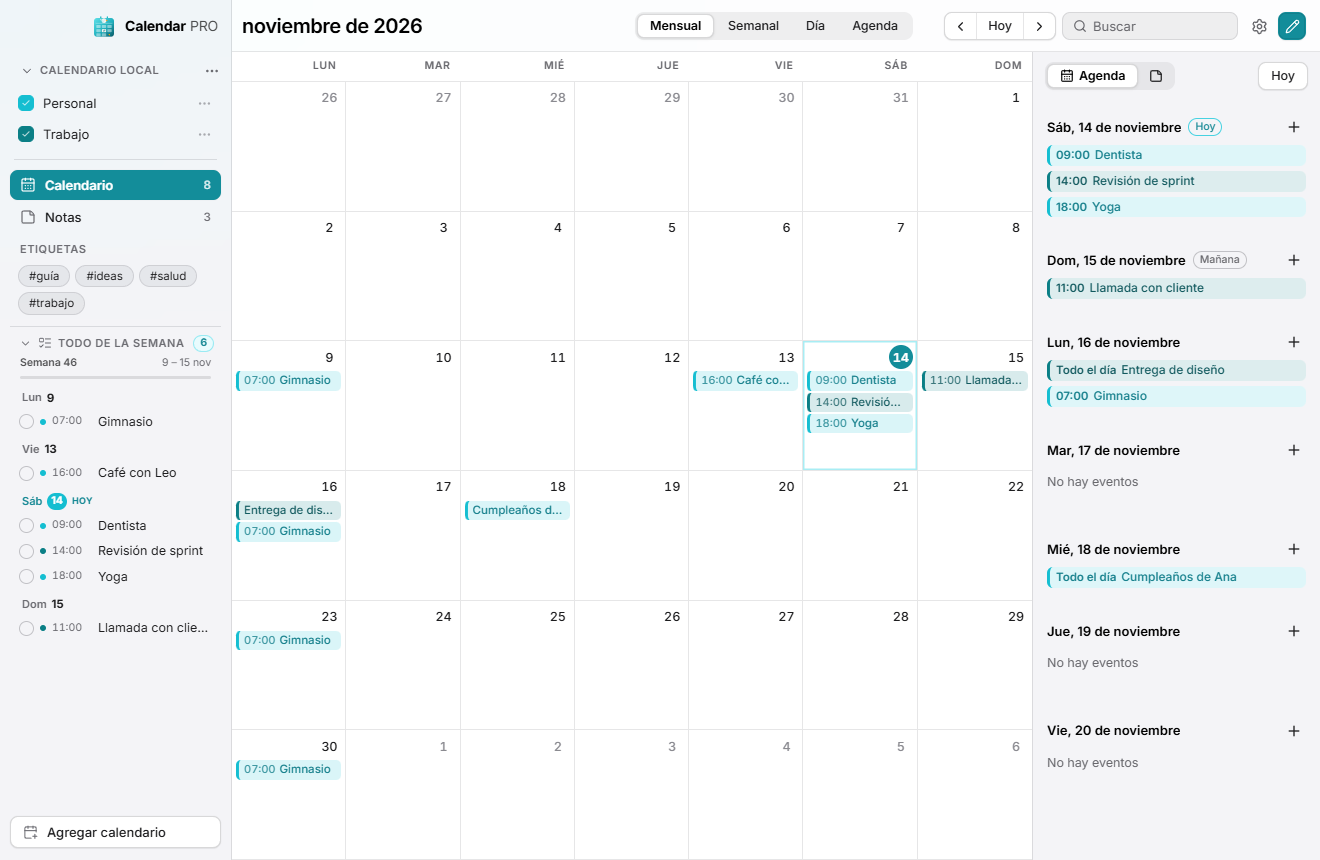 Calendar PRO
CALENDARIO LOCAL
Personal
Trabajo
Calendario 8
Notas 3
ETIQUETAS
#guía #ideas #salud
#trabajo
TODO DE LA SEMANA 6
Semana 46 9 – 15 nov
Lun 9
07:00 Gimnasio
Vie 13
16:00 Café con Leo
Sáb 14 HOY
09:00 Dentista
14:00 Revisión de sprint
18:00 Yoga
Dom 15
11:00 Llamada con clie...
Agregar calendario
noviembre de 2026
Mensual Semanal Día Agenda
Hoy
Buscar
LUN MAR MIÉ JUE VIE SÁB DOM
26 27 28 29 30 31 1
2 3 4 5 6 7 8
9 10 11 12 13 14 15
07:00 Gimnasio
16:00 Café co...
09:00 Dentista
14:00 Revisió...
18:00 Yoga
11:00 Llamada...
16 17 18 19 20 21 22
Entrega de dis...
07:00 Gimnasio
Cumpleaños d...
23 24 25 26 27 28 29
07:00 Gimnasio
30 1 2 3 4 5 6
07:00 Gimnasio
Agenda
Hoy
Sáb, 14 de noviembre Hoy
09:00 Dentista
14:00 Revisión de sprint
18:00 Yoga
Dom, 15 de noviembre Mañana
11:00 Llamada con cliente
Lun, 16 de noviembre
Todo el día Entrega de diseño
07:00 Gimnasio
Mar, 17 de noviembre
No hay eventos
Mié, 18 de noviembre
Todo el día Cumpleaños de Ana
Jue, 19 de noviembre
No hay eventos
Vie, 20 de noviembre
No hay eventos